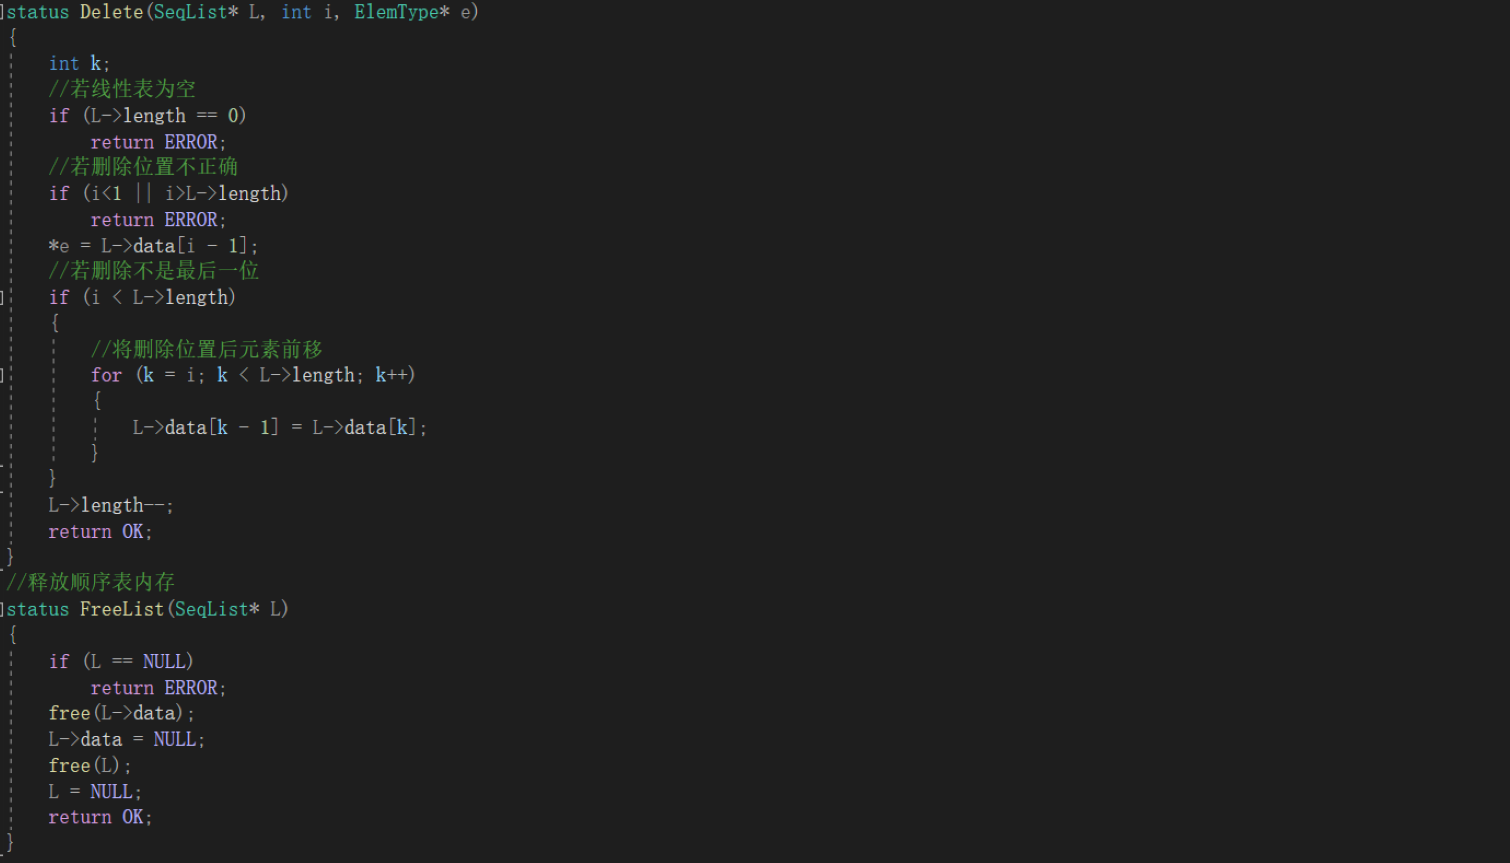 status Delete(SeqList* L, int i, ElemType* e)
{
    int k;
    //若线性表为空
    if (L->length == 0)
        return ERROR;
    //若删除位置不正确
    if (i<1 || i>L->length)
        return ERROR;
    *e = L->data[i - 1];
    //若删除不是最后一位
    if (i < L->length)
    {
        //将删除位置后元素前移
        for (k = i; k < L->length; k++)
        {
            L->data[k - 1] = L->data[k];
        }
    }
    L->length--;
    return OK;
}
//释放顺序表内存
status FreeList(SeqList* L)
{
    if (L == NULL)
        return ERROR;
    free(L->data);
    L->data = NULL;
    free(L);
    L = NULL;
    return OK;
}